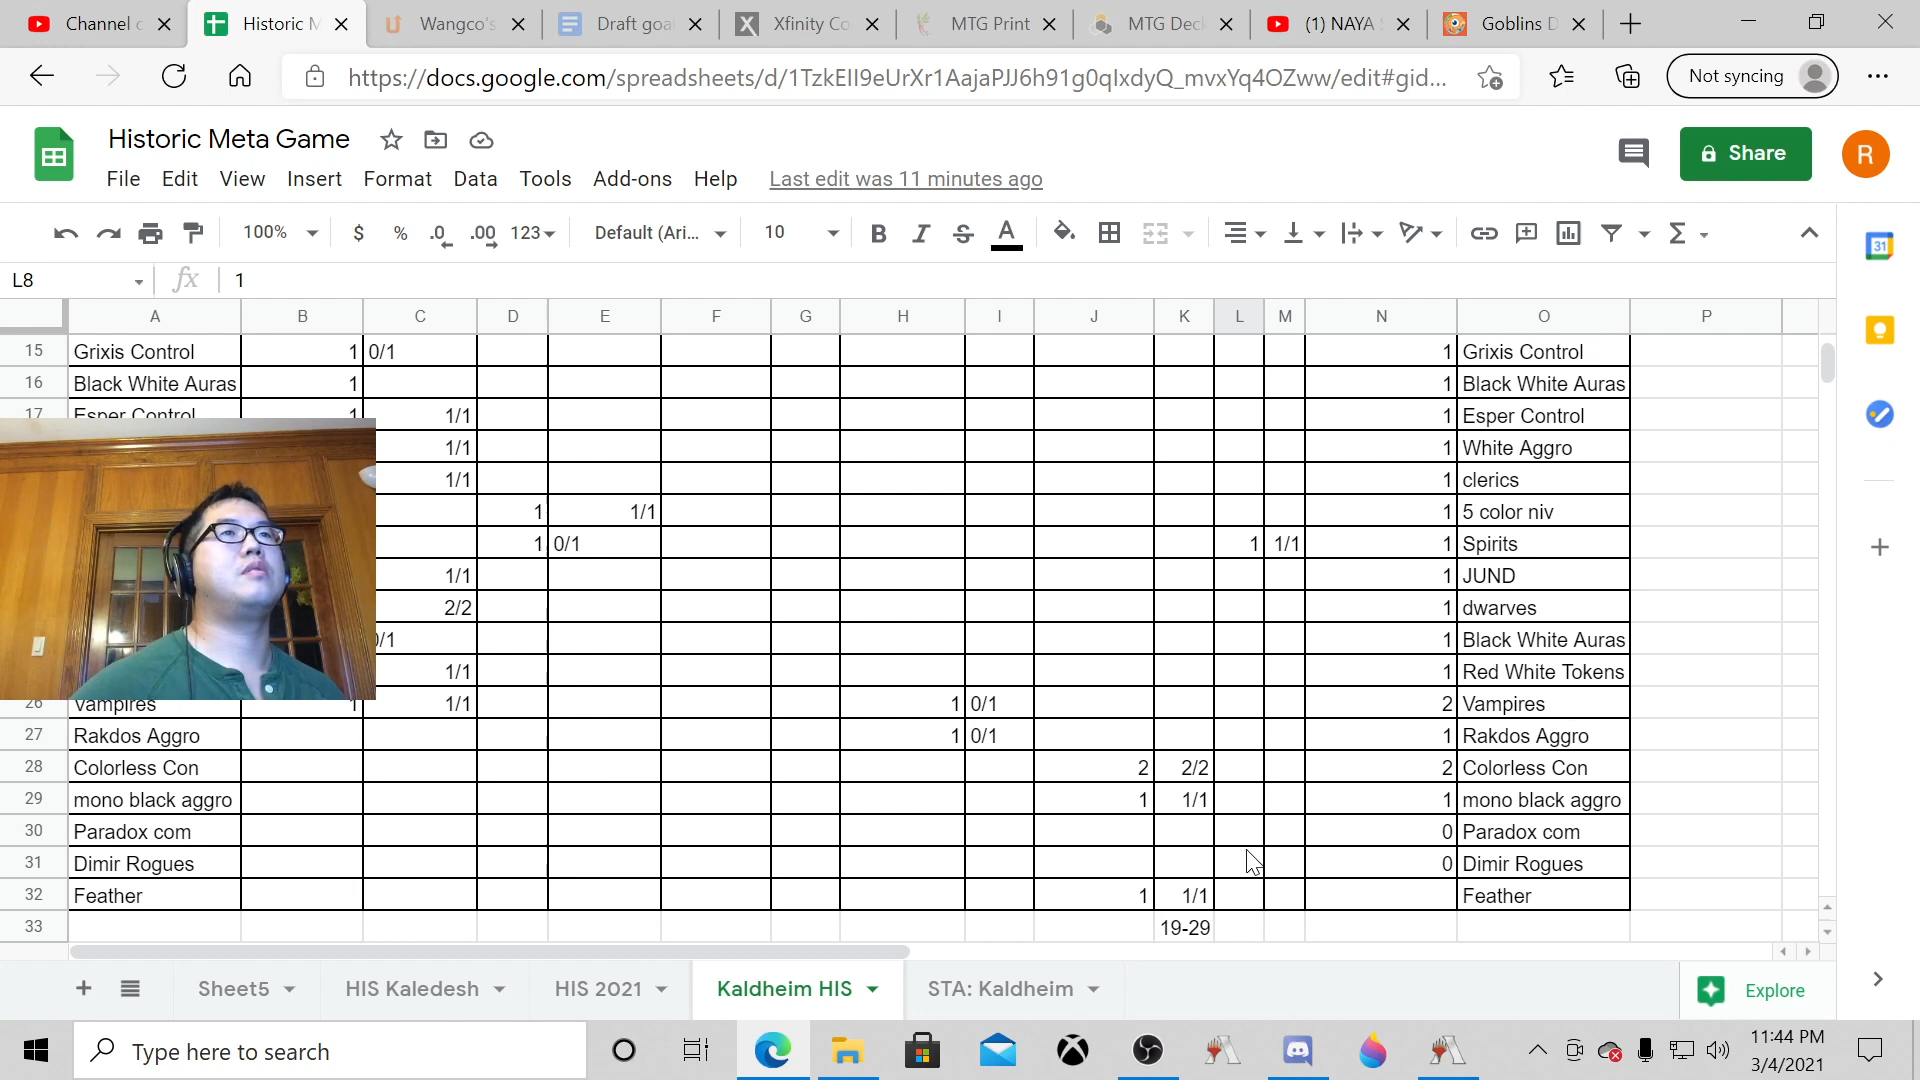 Channel c
Historic M
Wangco's
Draft goal
Xfinity Co
MTG Print
MTG Deck
(1) NAYA
Goblins D
https://docs.google.com/spreadsheets/d/1TzkEIl9eUrXr1AajaPJJ6h91g0qlxdyQ_mvxYq4OZww/edit#gid...
Not syncing
Historic Meta Game
Share
R
File Edit View Insert Format Data Tools Add-ons Help Last edit was 11 minutes ago
100% $ % .0 .00 123 Default (Ari... 10 B I S A
31
L8 fx 1
A B C D E F G H I J K L M N O P
15 Grixis Control 1 0/1 1 Grixis Control
16 Black White Auras 1 1 Black White Auras
17 Esper Control 1 1/1 1 Esper Control
1/1 1 White Aggro
1/1 1 clerics
1 1/1 1 5 color niv
1 0/1 1 1/1 1 Spirits
1/1 1 JUND
2/2 1 dwarves
0/1 1 Black White Auras
1/1 1 Red White Tokens
26 Vampires 1 1/1 1 0/1 2 Vampires
27 Rakdos Aggro 1 0/1 1 Rakdos Aggro
28 Colorless Con 2 2/2 2 Colorless Con
29 mono black aggro 1 1/1 1 mono black aggro
30 Paradox com 0 Paradox com
31 Dimir Rogues 0 Dimir Rogues
32 Feather 1 1/1 Feather
33 19-29
Sheet5 HIS Kaledesh HIS 2021 Kaldheim HIS STA: Kaldheim Explore
Type here to search
11:44 PM
3/4/2021